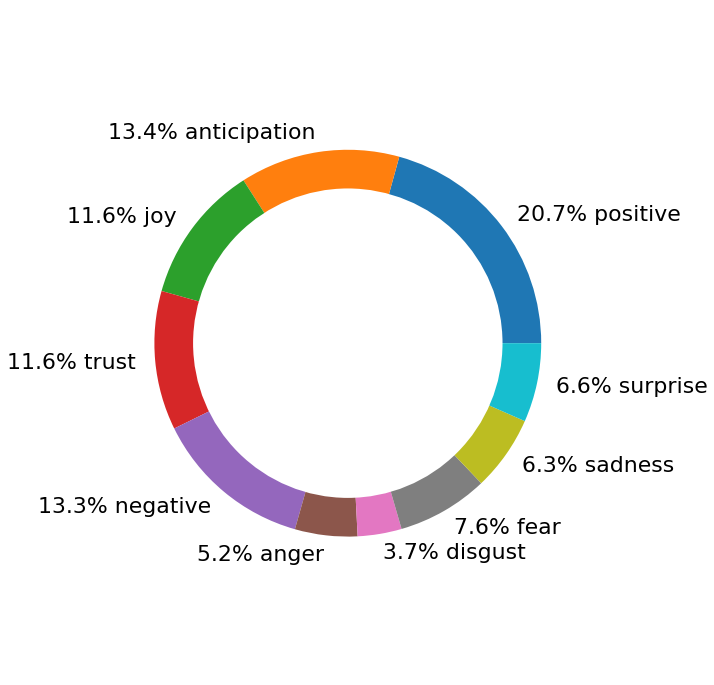 13.4% anticipation
20.7% positive
11.6% joy
11.6% trust
6.6% surprise
6.3% sadness
13.3% negative
7.6% fear
5.2% anger
3.7% disgust